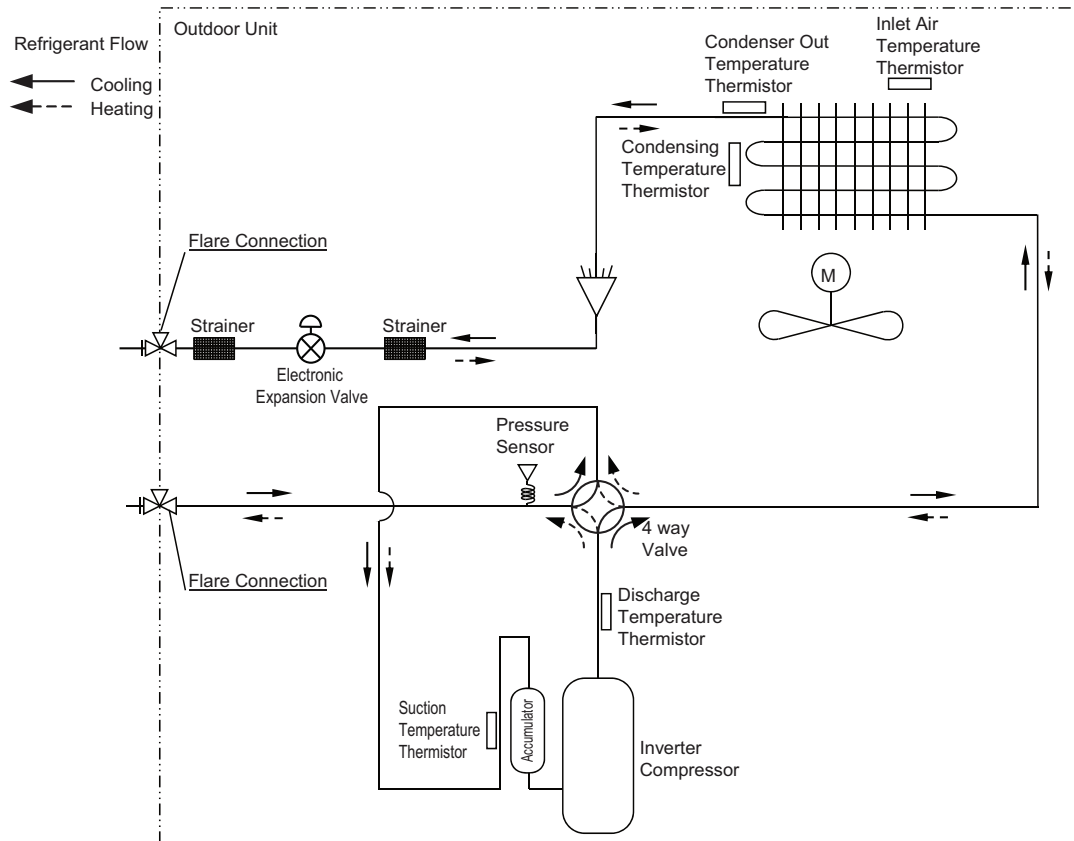 Outdoor Unit
Refrigerant Flow
Cooling
Heating
Condenser Out
Temperature
Thermistor
Inlet Air
Temperature
Thermistor
Condensing
Temperature
Thermistor
Flare Connection
Strainer
Strainer
Electronic
Expansion Valve
M
Pressure
Sensor
4 way
Valve
Flare Connection
Discharge
Temperature
Thermistor
Suction
Temperature
Thermistor
Accumulator
Inverter
Compressor